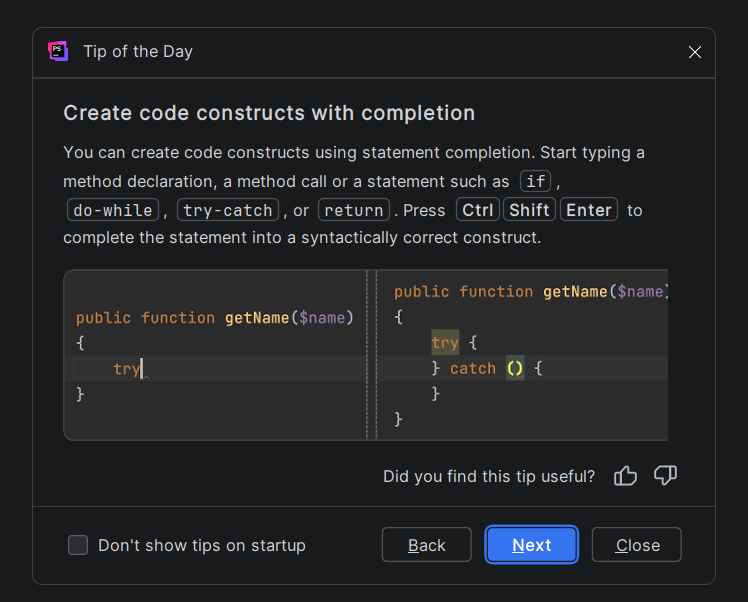 PS
Tip of the Day
Create code constructs with completion
You can create code constructs using statement completion. Start typing a
method declaration, a method call or a statement such as if ,
do-while , try-catch , or return . Press Ctrl Shift Enter to
complete the statement into a syntactically correct construct.
public function getName($name)
{
try
}
public function getName($name)
{
try {
} catch () {
}
}
Did you find this tip useful?
Don't show tips on startup
Back
Next
Close